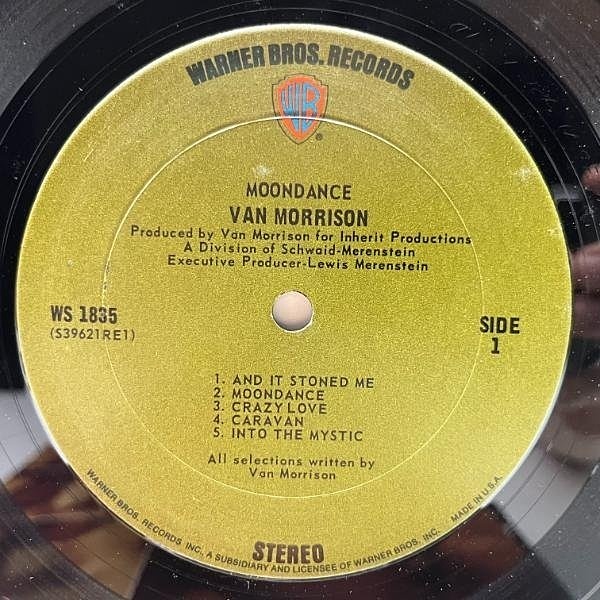 WARNER BROS. RECORDS
WB
®
MOONDANCE
VAN MORRISON
Produced by Van Morrison for Inherit Productions
A Division of Schwaid-Merenstein
Executive Producer-Lewis Merenstein
WS 1835
(S39621RE1)
SIDE
1
1. AND IT STONED ME
2. MOONDANCE
3. CRAZY LOVE
4. CARAVAN
5. INTO THE MYSTIC
All selections written by
Van Morrison
STEREO
WARNER BROS. RECORDS INC. A SUBSIDIARY AND LICENSEE OF WARNER BROS. INC. MADE IN U.S.A.